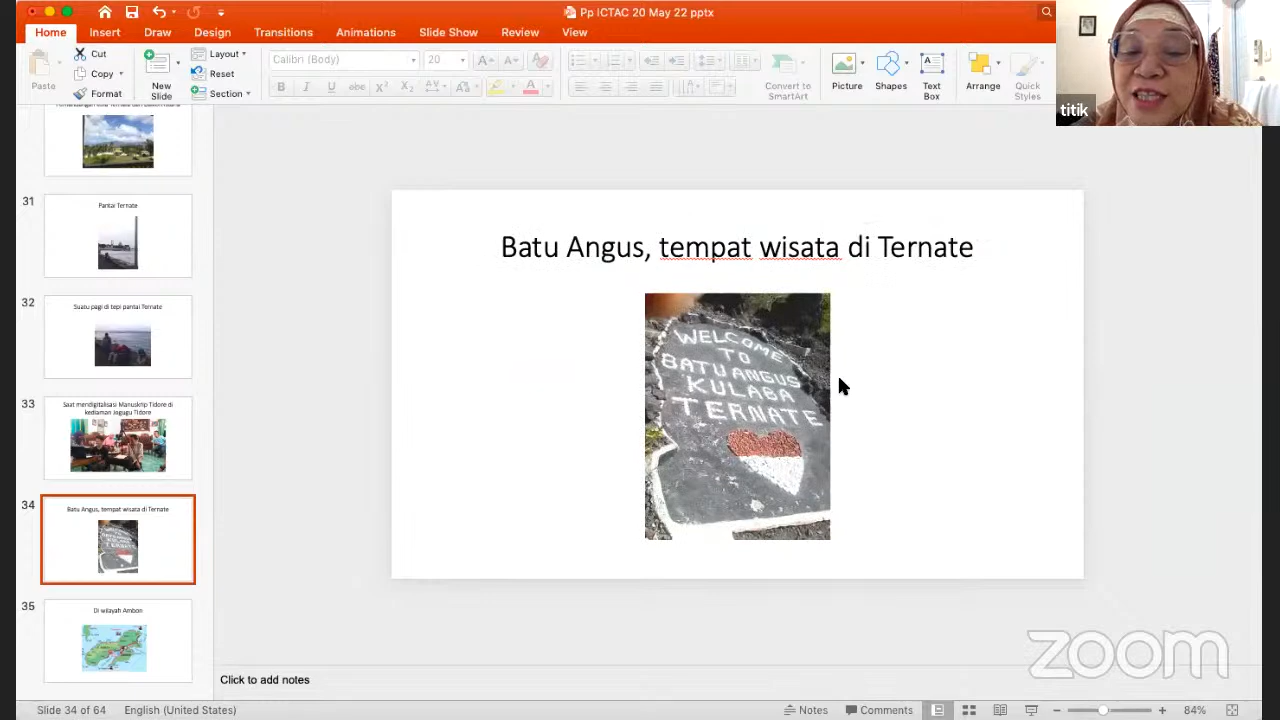 Pp ICTAC 20 May 22 pptx
Home Insert Draw Design Transitions Animations Slide Show Review View
Paste
Cut
Copy
Format
New Slide
Layout
Reset
Section
Calibri (Body) 20
Convert to SmartArt
Picture
Shapes
Text Box
Arrange
Quick Styles
titik
31
Pantai Ternate
32
Suatu pagi di tepi pantai Ternate
33
Saat mendigitalisasi Manuskrip Tidore di
kediaman Jogugu Tidore
34
Batu Angus, tempat wisata di Ternate
35
Di wilayah Ambon
Batu Angus, tempat wisata di Ternate
WELCOME
TO
BATU ANGUS
KULABA
TERNATE
zoom
Click to add notes
Slide 34 of 64 English (United States) Notes Comments 84%